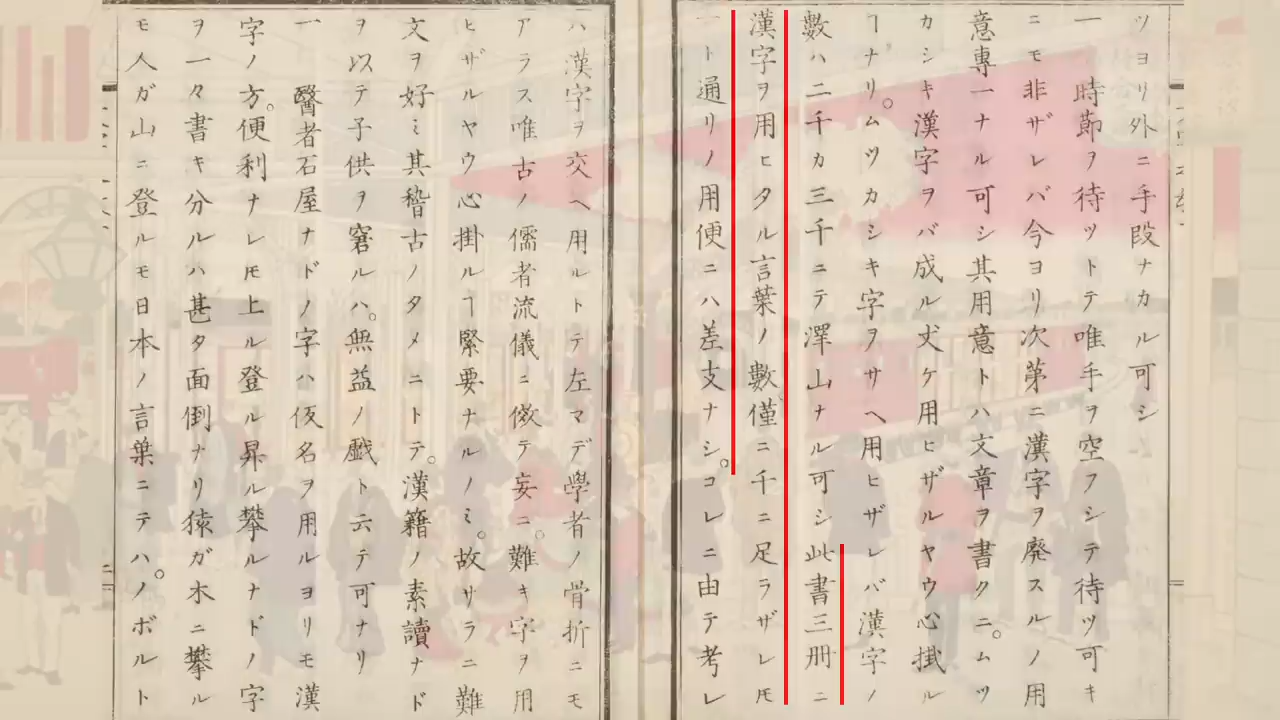 ツヨリ外ニ手段ナカル可シ
一時節ヲ待ツトテ唯手ヲ空フシテ待ツ可キ
ニモ非ザレバ今ヨリ次第ニ漢字ヲ廃スルノ用
意專一ナル可シ其用意トハ文章ヲ書クニ。ムツ
カシキ漢字ヲバ成ル丈ケ用ヒザルヤウ心掛ル
ヿナリ。ムツカシキ字ヲサヘ用ヒザレバ漢字ノ
數ハ二千カ三千ニテ澤山ナル可シ此書三冊ニ
漢字ヲ用ヒタル言葉ノ數。僅ニ千ニ足ラザレ𪜈
一ト通リノ用便ニハ差支ナシ。コレニ由テ考レ
ハ漢字ヲ交ヘ用ルトテ左マデ學者ノ骨折ニモ
アラス唯古ノ儒者流儀ニ傚テ妄ニ。難キ字ヲ用
ヒザルヤウ心掛ルヿ緊要ナルノミ。故サラニ難
文ヲ好ミ其稽古ノタメニトテ。漢籍ノ素讀ナド
ヲ以テ子供ヲ窘ルハ。無益ノ戯ト云テ可ナリ
一 醫者石屋ナドノ字ハ仮名ヲ用ルヨリモ漢
字ノ方。便利ナレ𪜈上ル登ル昇ル攀ルナドノ字
ヲ一々書キ分ルハ甚タ面倒ナリ猿ガ木ニ攀ル
モ人ガ山ニ登ルモ日本ノ言葉ニテハ。ノボルト